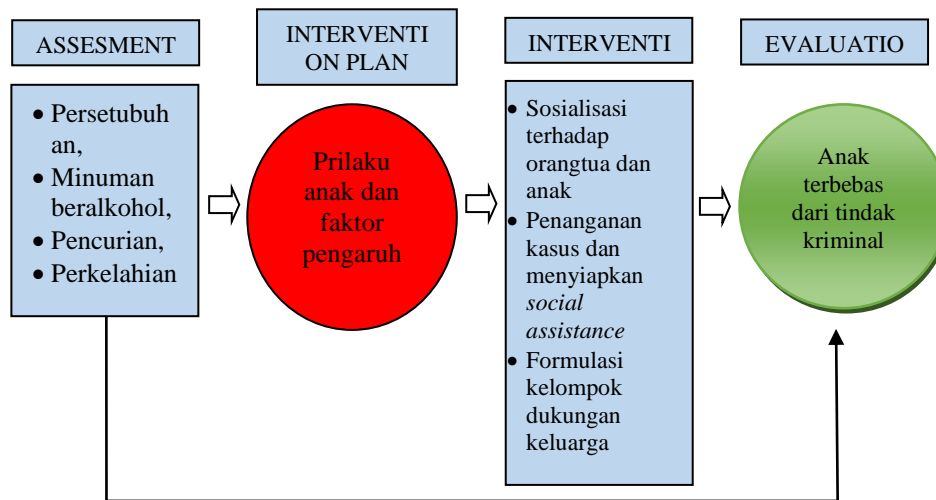 ASSESMENT
• Persetubuh
an,
• Minuman
beralkohol,
• Pencurian,
• Perkelahian
INTERVENTI
ON PLAN
Prilaku
anak dan
faktor
pengaruh
INTERVENTI
• Sosialisasi
terhadap
orangtua dan
anak
• Penanganan
kasus dan
menyiapkan
social
assistance
• Formulasi
kelompok
dukungan
keluarga
EVALUATIO
Anak
terbebas
dari tindak
kriminal